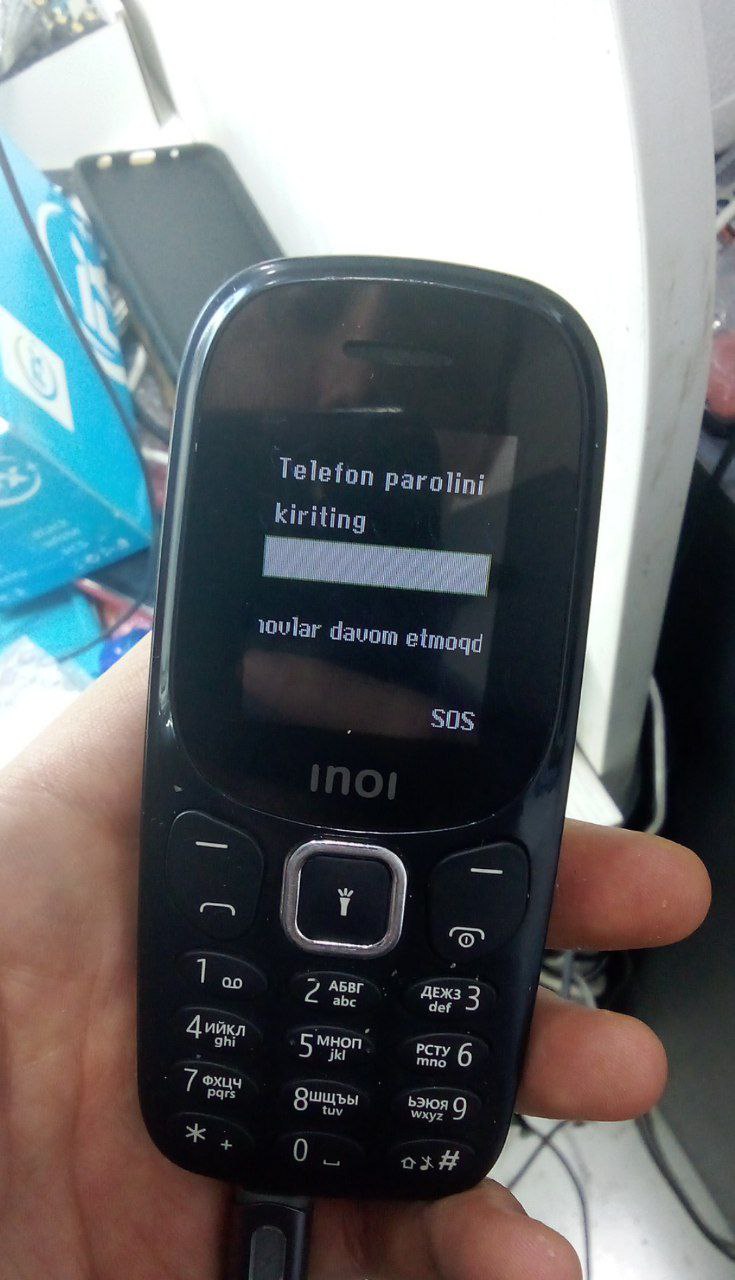 Telefon parolini
kiriting
novlar davom etmoqd
SOS
inoi
1
2 АБВГ abc
ДЕЖЗ def 3
4 ИЙКЛ ghi
5 МНОП jkl
РСТУ mno 6
7 ФХЦЧ pqrs
8 ШЩЪЫ tuv
ЬЭЮЯ wxyz 9
* +
0
#